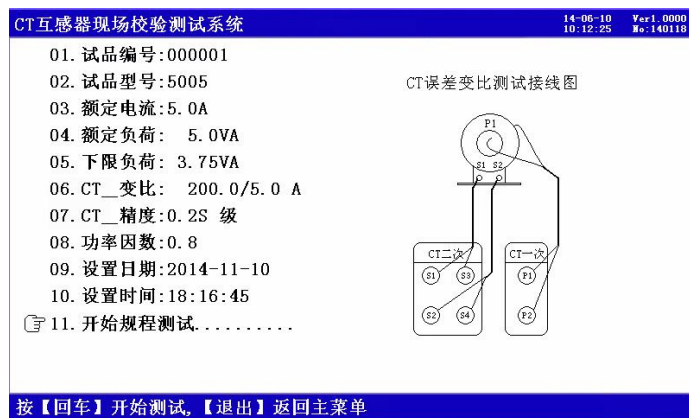 CT互感器现场校验测试系统
14-06-10 Ver1.0000
10:12:25 No:140118
01.试品编号:000001
02.试品型号:5005
03.额定电流:5.0A
04.额定负荷: 5.0VA
05.下限负荷: 3.75VA
06.CT__变比: 200.0/5.0 A
07.CT__精度:0.2S 级
08.功率因数:0.8
09.设置日期:2014-11-10
10.设置时间:18:16:45
11.开始规程测试..........
CT误差变比测试接线图
P1
S1 S2
CT二次 CT一次
S1 S3 P1
S2 S4 P2
按【回车】开始测试,【退出】返回主菜单